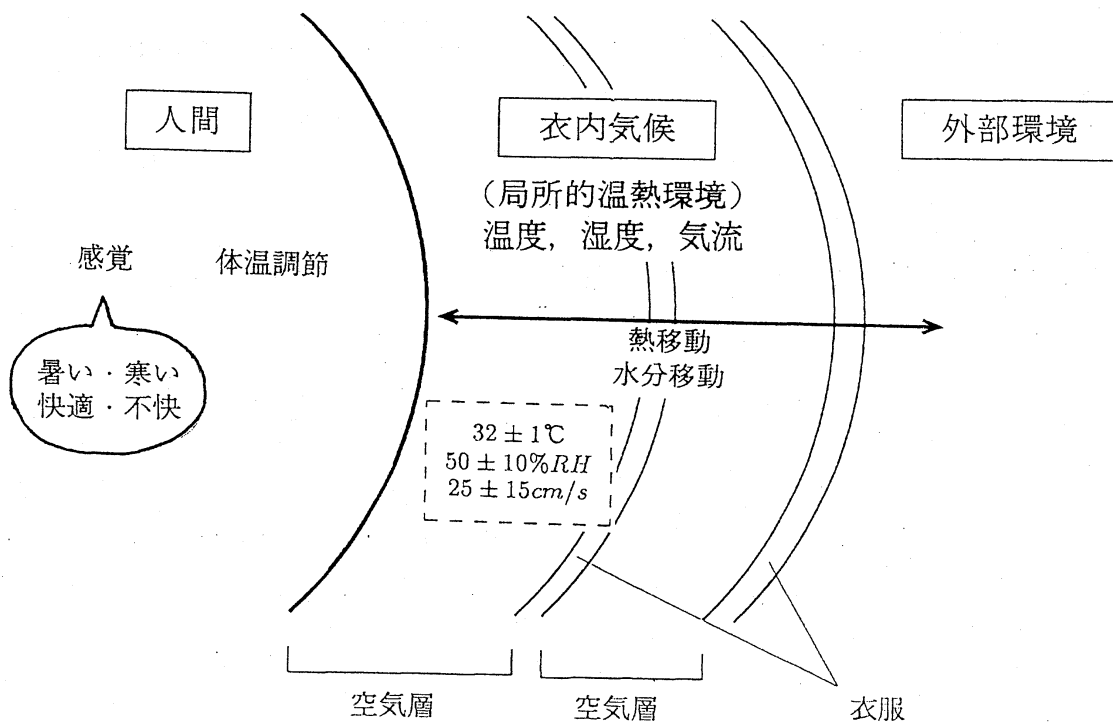 人間
衣内気候
外部環境
(局所的温熱環境)
温度, 湿度, 気流
感覚
体温調節
熱移動
水分移動
暑い・寒い
快適・不快
32 ± 1℃
50 ± 10%RH
25 ± 15cm/s
空気層
空気層
衣服